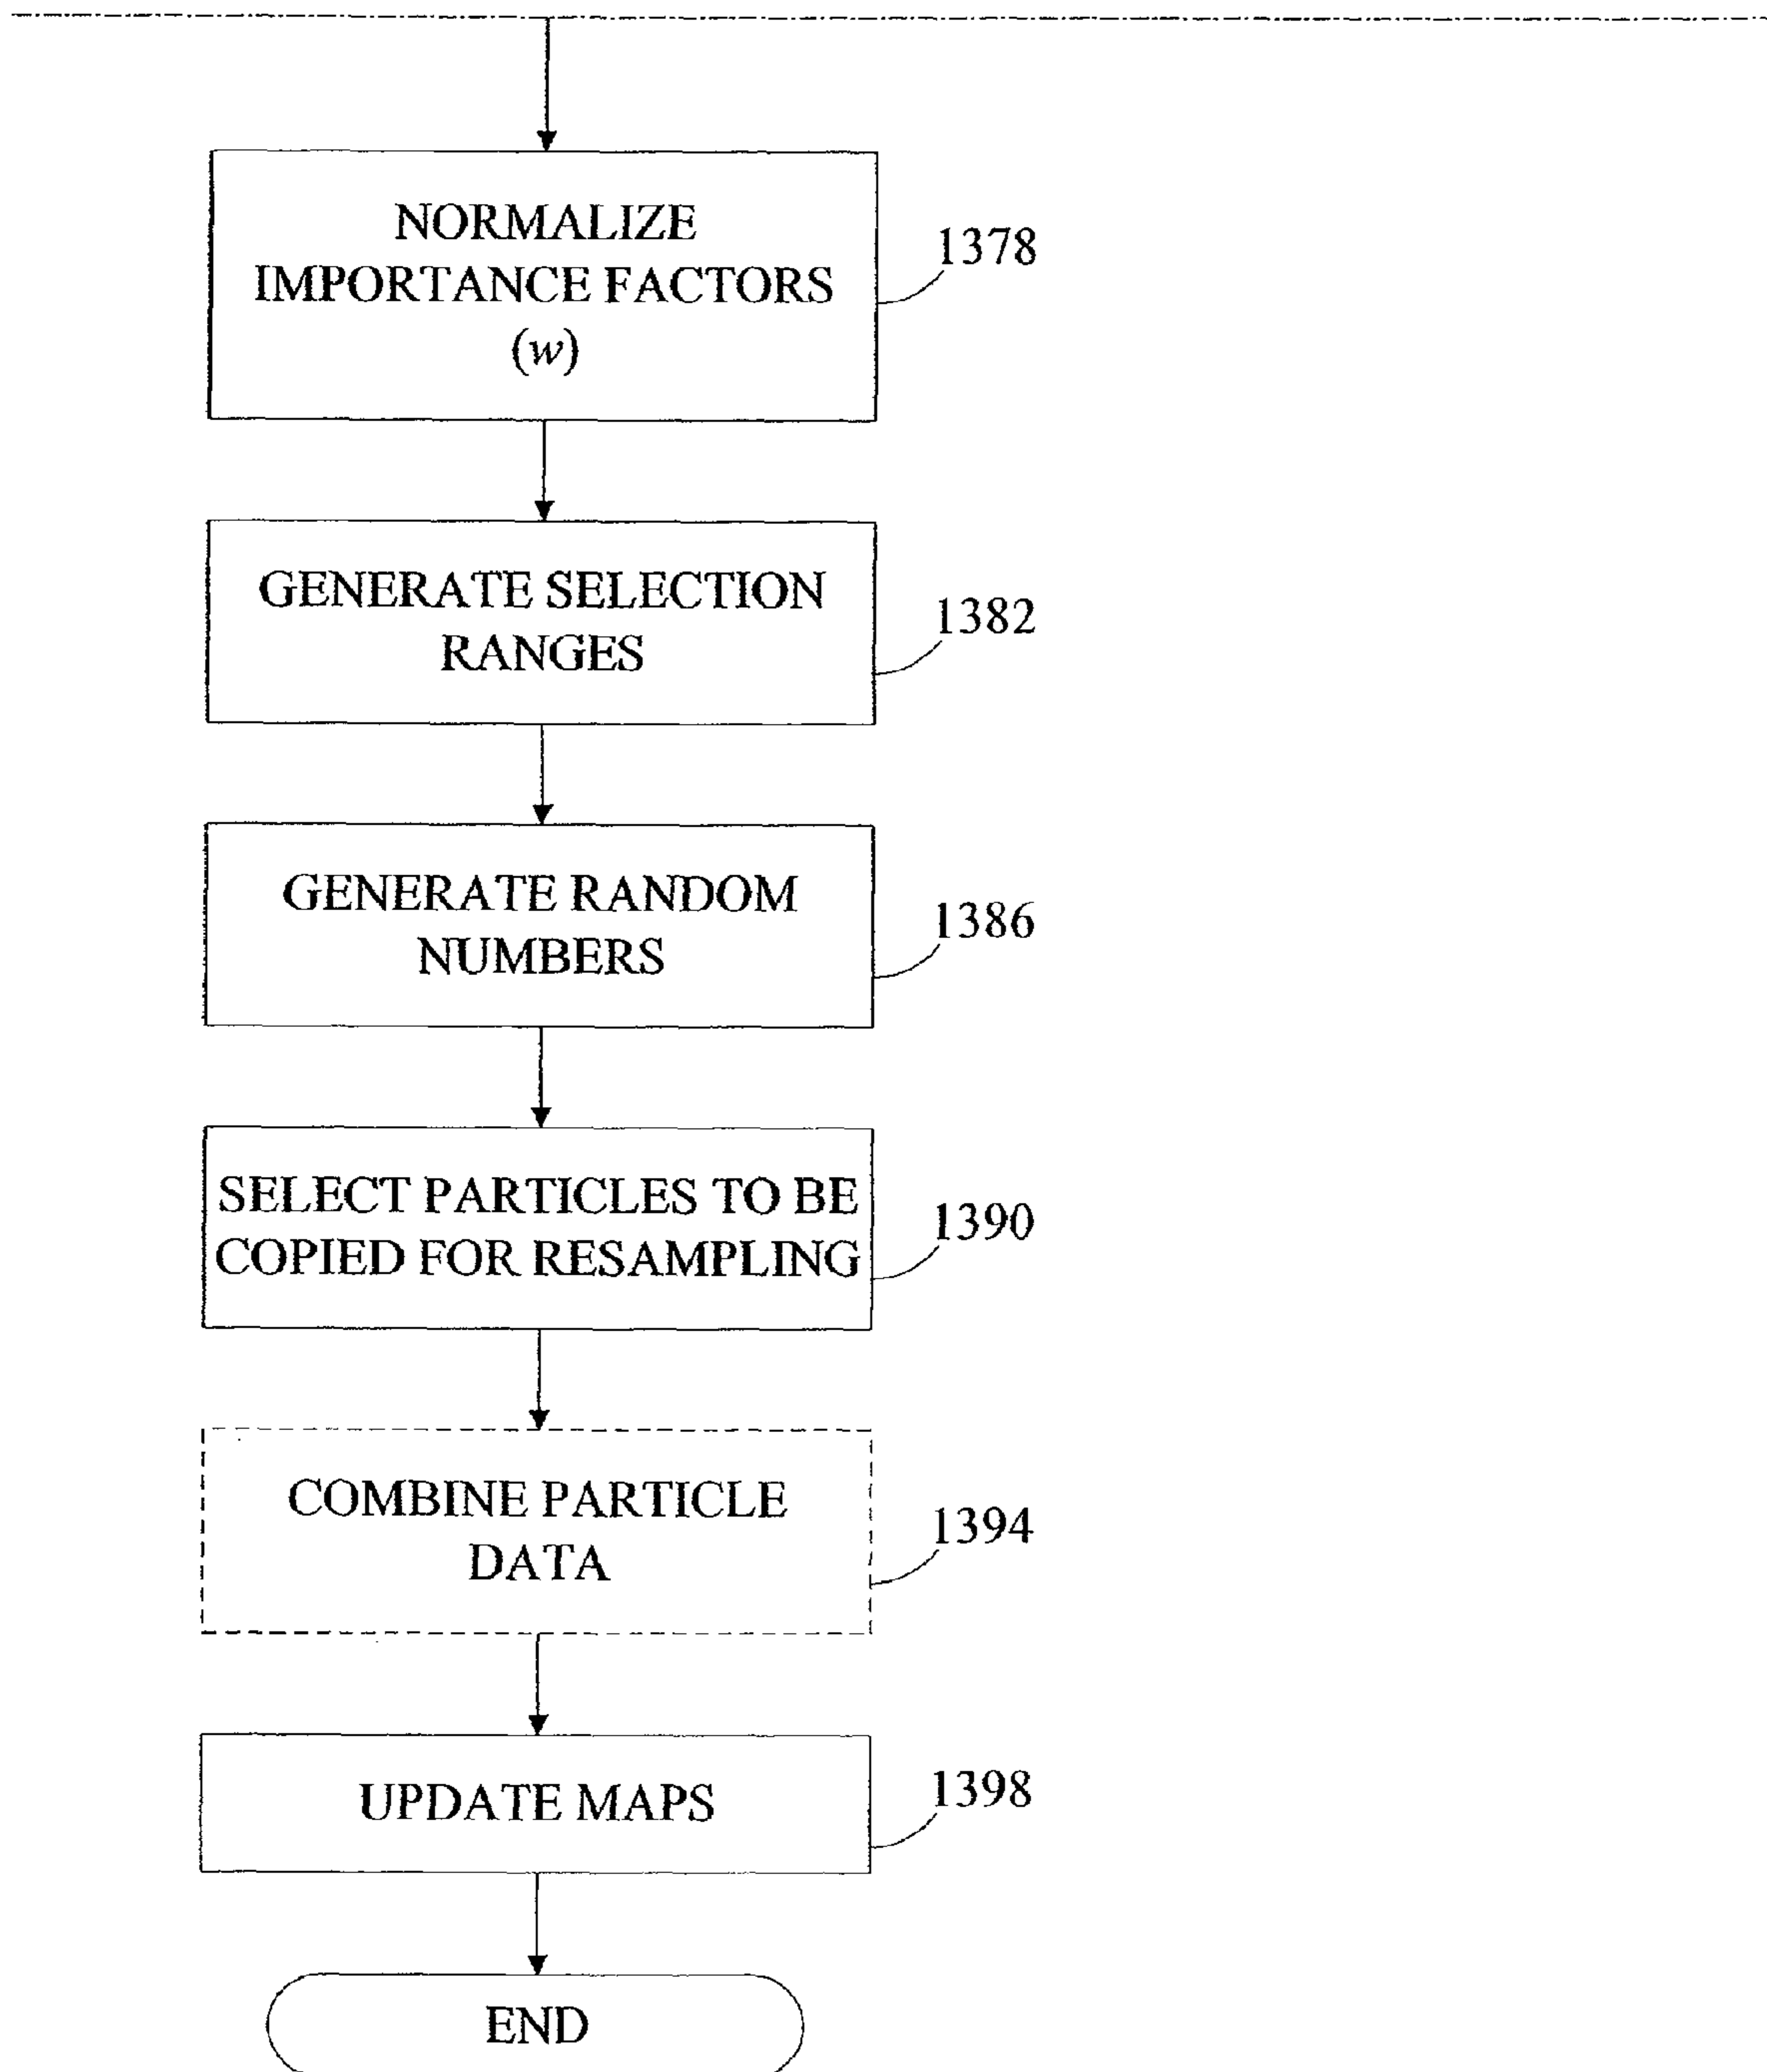 NORMALIZE
IMPORTANCE FACTORS
(w)
1378
GENERATE SELECTION
RANGES
1382
GENERATE RANDOM
NUMBERS
1386
SELECT PARTICLES TO BE
COPIED FOR RESAMPLING
1390
COMBINE PARTICLE
DATA
1394
UPDATE MAPS
1398
END